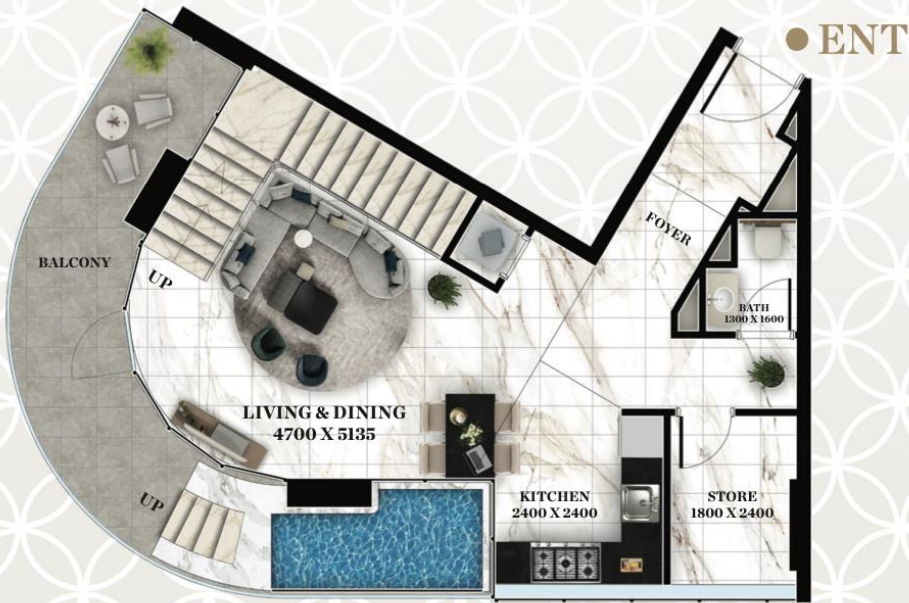 ENT
BALCONY
UP
FOYER
BATH
1300 X 1600
LIVING & DINING
4700 X 5135
UP
KITCHEN
2400 X 2400
STORE
1800 X 2400